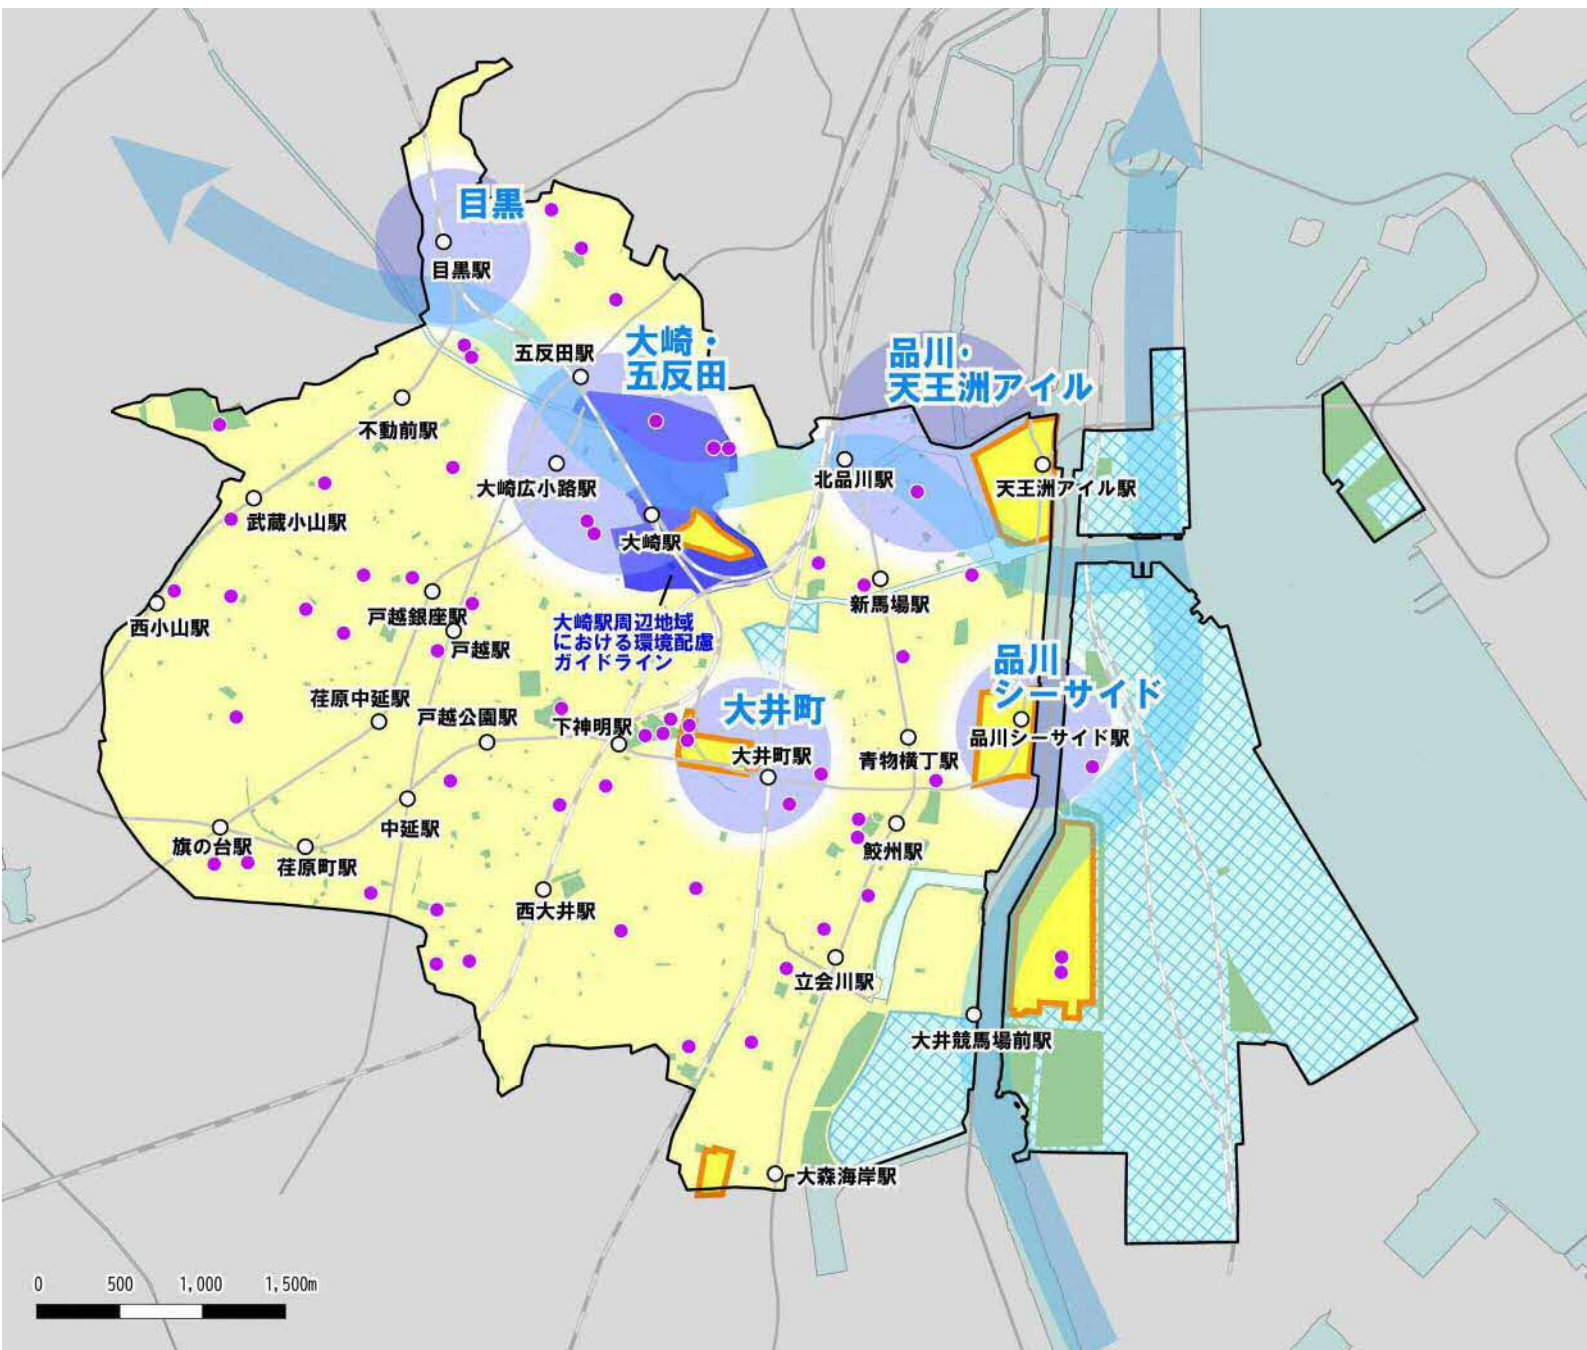 目黒
目黒駅
大崎・
五反田
五反田駅
品川・
天王洲アイル
不動前駅
大崎広小路駅
北品川駅
天王洲アイル駅
武蔵小山駅
大崎駅
新馬場駅
戸越銀座駅
西小山駅
戸越駅
大崎駅周辺地域
における環境配慮
ガイドライン
品川
シーサイド
荏原中延駅
戸越公園駅
下神明駅
大井町
大井町駅
青物横丁駅
品川シーサイド駅
中延駅
旗の台駅
荏原町駅
鮫州駅
西大井駅
立会川駅
大井競馬場前駅
大森海岸駅
0 500 1,000 1,500m